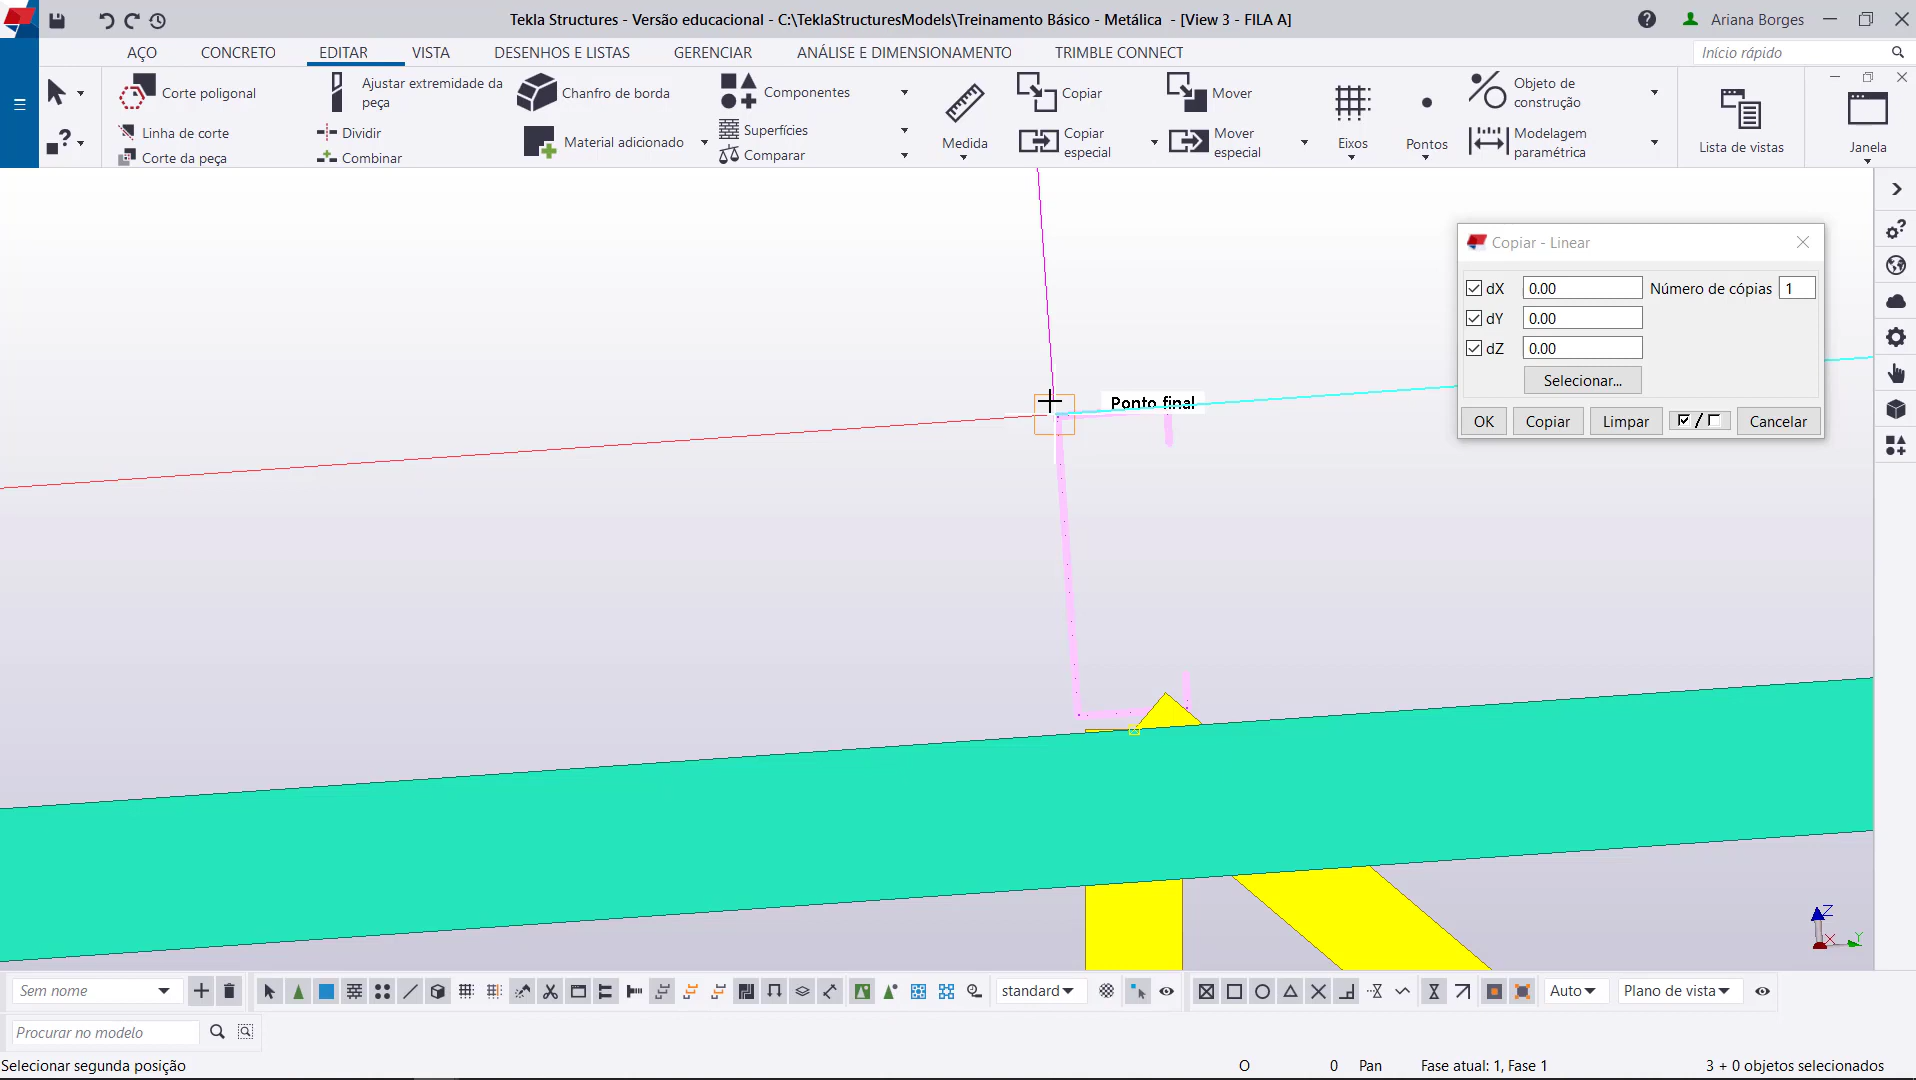 Tekla Structures - Versão educacional - C:\TeklaStructuresModels\Treinamento Básico - Metálica - [View 3 - FILA A]
Ariana Borges
AÇO CONCRETO EDITAR VISTA DESENHOS E LISTAS GERENCIAR ANÁLISE E DIMENSIONAMENTO TRIMBLE CONNECT
Início rápido
Corte poligonal
Linha de corte
Corte da peça
Ajustar extremidade da
peça
Dividir
Combinar
Chanfro de borda
Material adicionado
Componentes
Superfícies
Comparar
Medida
Copiar
Copiar
especial
Mover
Mover
especial
Eixos
Pontos
Objeto de
construção
Modelagem
paramétrica
Lista de vistas
Janela
Copiar - Linear
dX 0.00 Número de cópias 1
dY 0.00
dZ 0.00
Selecionar...
OK Copiar Limpar / Cancelar
Ponto final
Z
X Y
Sem nome
standard
Auto
Plano de vista
Procurar no modelo
Selecionar segunda posição
O 0 Pan Fase atual: 1, Fase 1 3 + 0 objetos selecionados